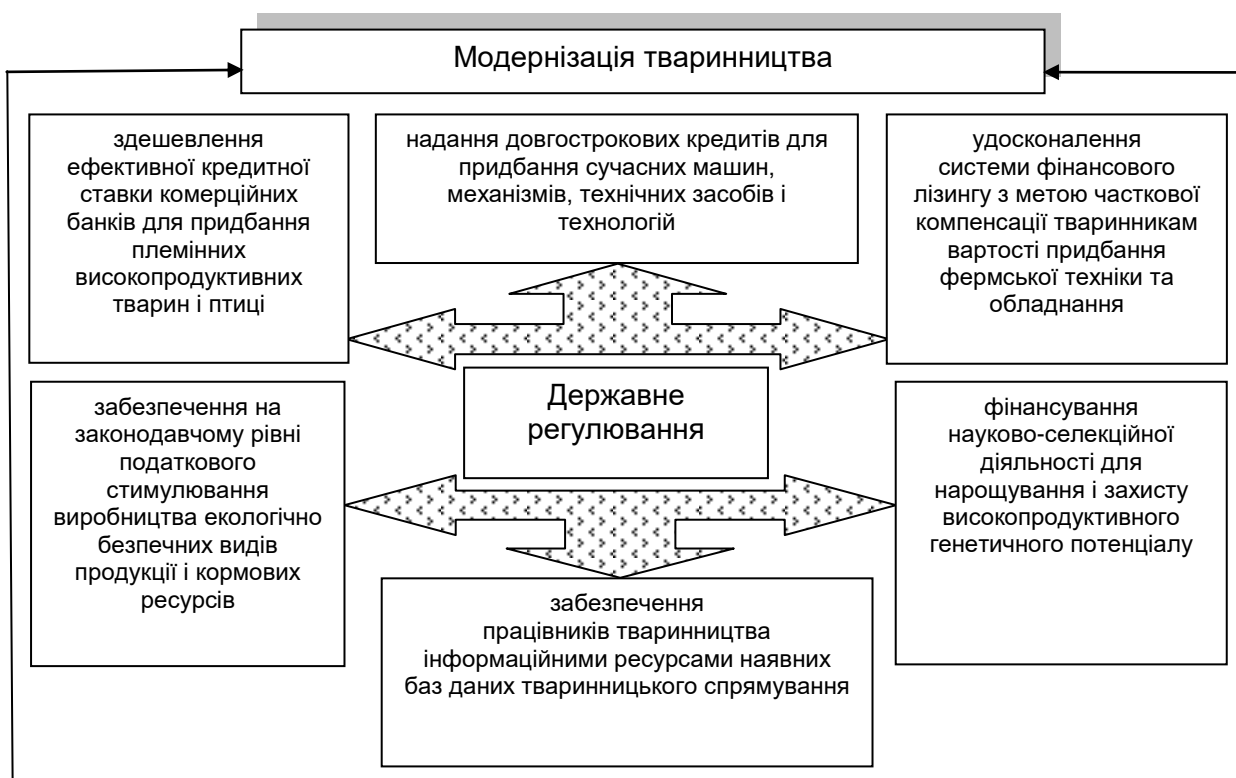 Модернізація тваринництва
здешевлення
ефективної кредитної
ставки комерційних
банків для придбання
племінних
високопродуктивних
тварин і птиці
надання довгострокових кредитів для
придбання сучасних машин,
механізмів, технічних засобів і
технологій
удосконалення
системи фінансового
лізингу з метою часткової
компенсації тваринникам
вартості придбання
фермської техніки та
обладнання
Державне
регулювання
забезпечення на
законодавчому рівні
податкового
стимулювання
виробництва екологічно
безпечних видів
продукції і кормових
ресурсів
фінансування
науково-селекційної
діяльності для
нарощування і захисту
високопродуктивного
генетичного потенціалу
забезпечення
працівників тваринництва
інформаційними ресурсами наявних
баз даних тваринницького спрямування